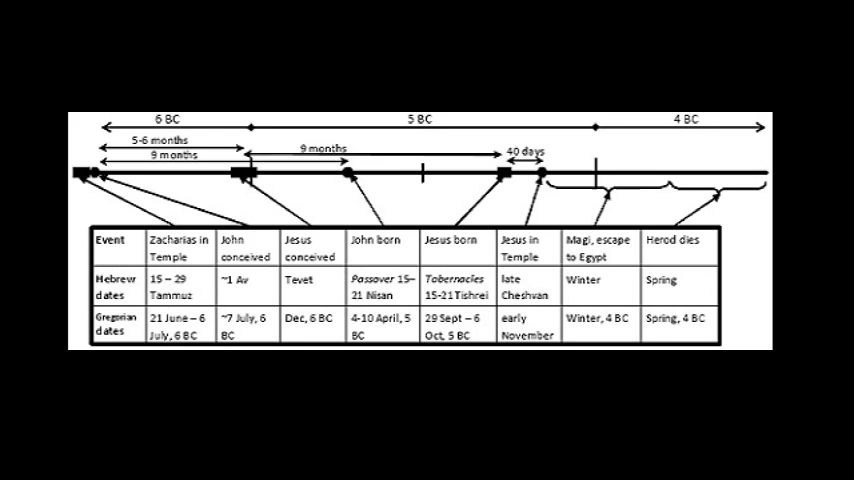 6 BC 5 BC 4 BC
5-6 months
9 months 9 months 40 days
Event Zacharias in Temple John conceived Jesus conceived John born Jesus born Jesus in Temple Magi, escape to Egypt Herod dies
Hebrew dates 15 – 29 Tammuz ~1 Av Tevet Passover 15–21 Nisan Tabernacles 15-21 Tishrei late Cheshvan Winter Spring
Gregorian dates 21 June – 6 July, 6 BC ~7 July, 6 BC Dec, 6 BC 4-10 April, 5 BC 29 Sept – 6 Oct, 5 BC early November Winter, 4 BC Spring, 4 BC